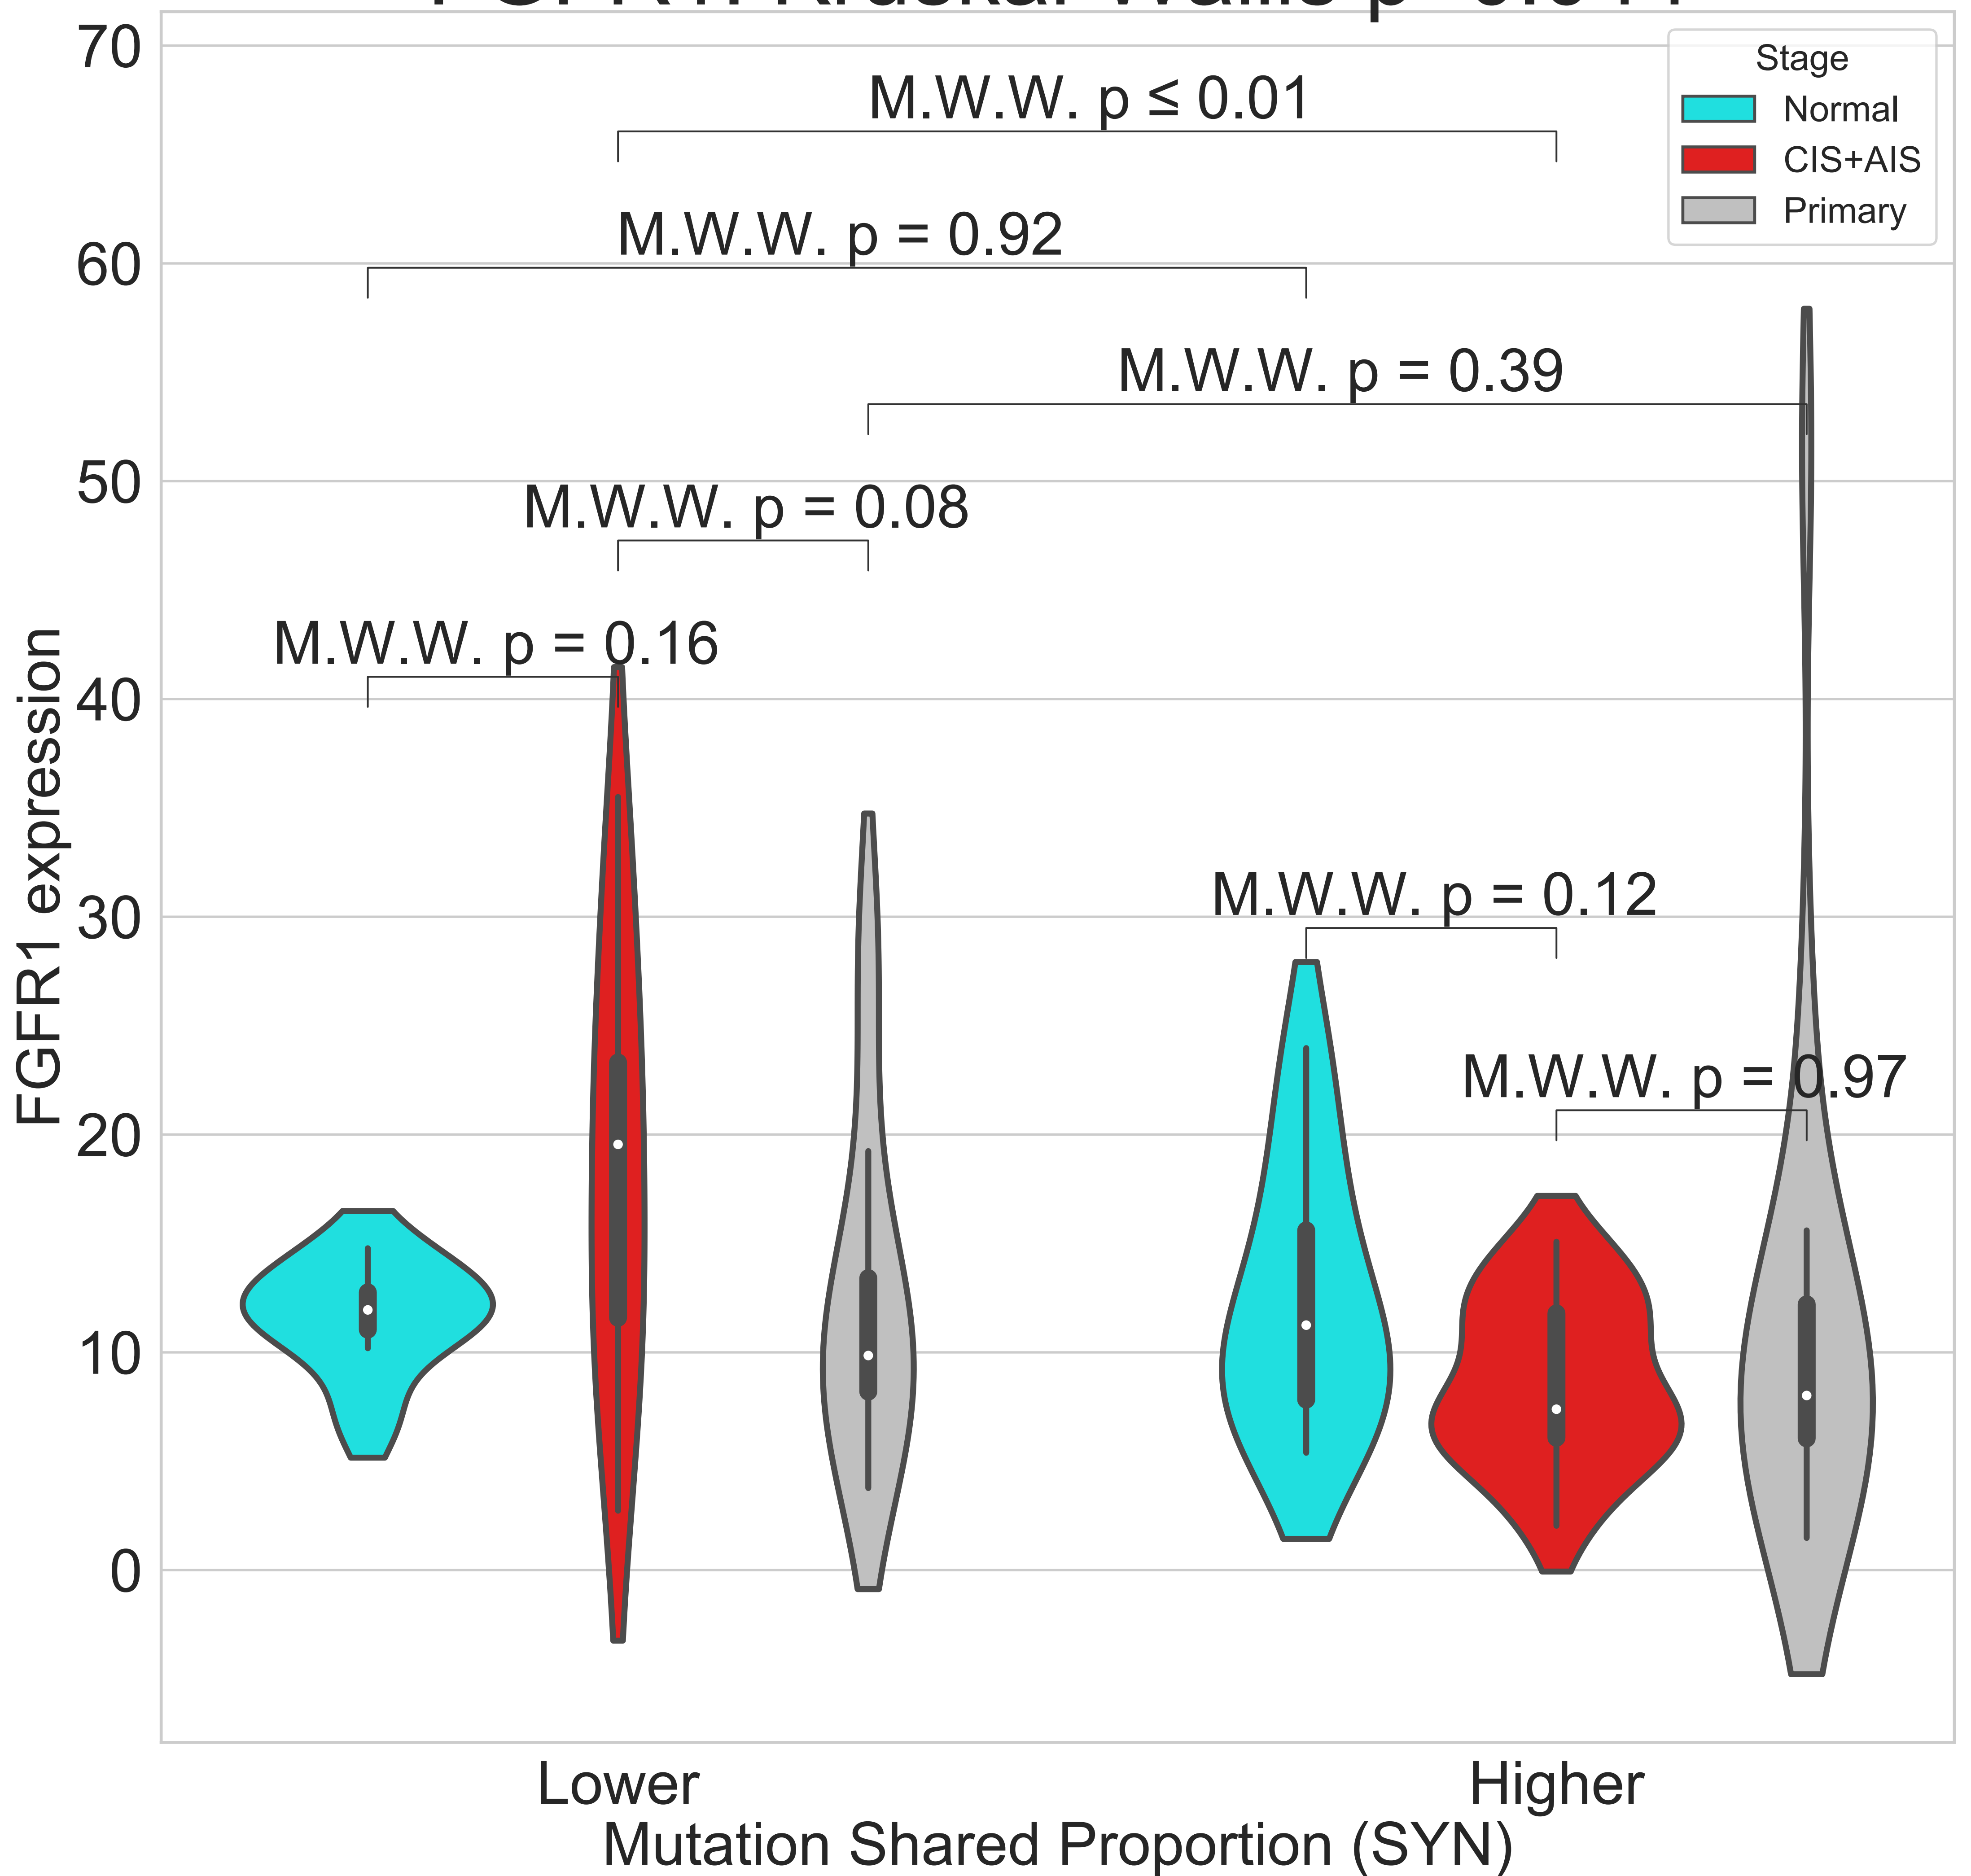 70
Stage
Normal
CIS+AIS
Primary
M.W.W. p ≤ 0.01
M.W.W. p = 0.92
60
M.W.W. p = 0.39
50
M.W.W. p = 0.08
M.W.W. p = 0.16
40
FGFR1 expression
30
M.W.W. p = 0.12
M.W.W. p = 0.97
20
10
0
Lower
Higher
Mutation Shared Proportion (SYN)